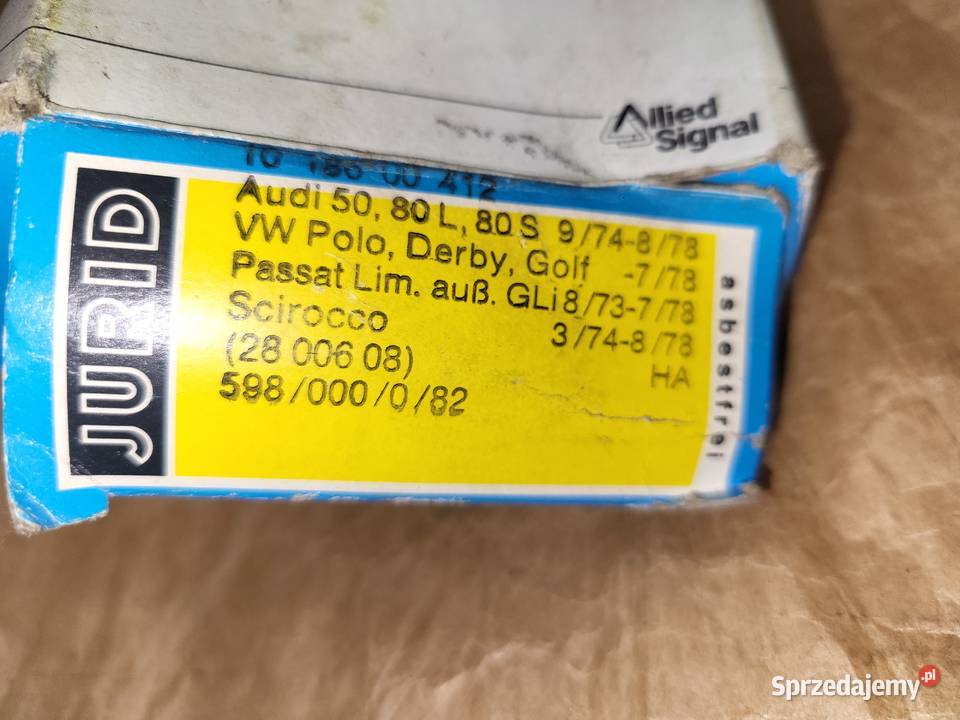 Allied
Signal
JURID
412
Audi 50, 80 L, 80 S 9/74-8/78
VW Polo, Derby, Golf -7/78
Passat Lim. auß. GLi 8/73-7/78
Scirocco 3/74-8/78
(28 006 08) HA
598/000/0/82
asbestfrei
Sprzedajemy.pl